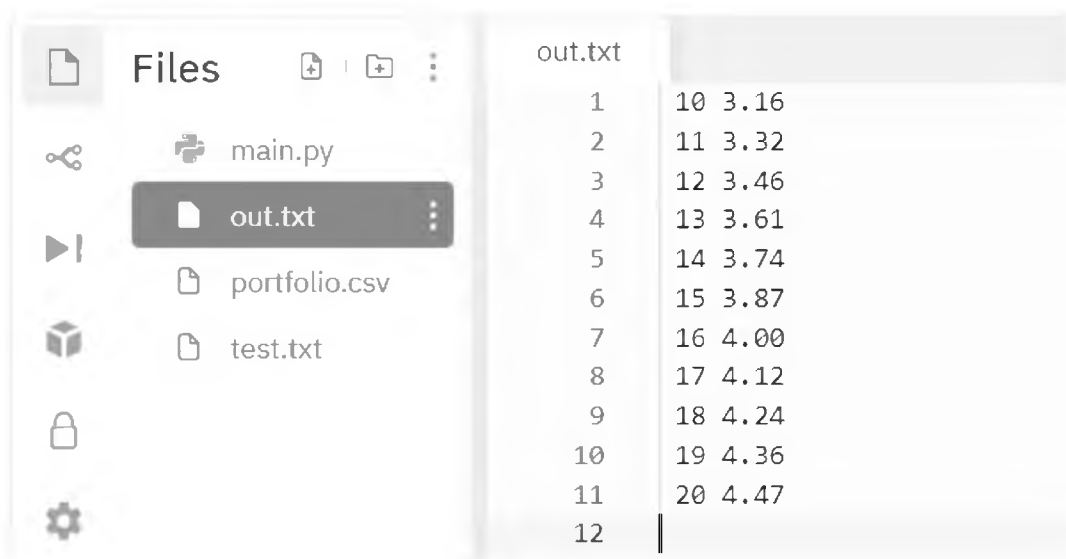 Files
main.py
out.txt
portfolio.csv
test.txt
out.txt
1 10 3.16
2 11 3.32
3 12 3.46
4 13 3.61
5 14 3.74
6 15 3.87
7 16 4.00
8 17 4.12
9 18 4.24
10 19 4.36
11 20 4.47
12